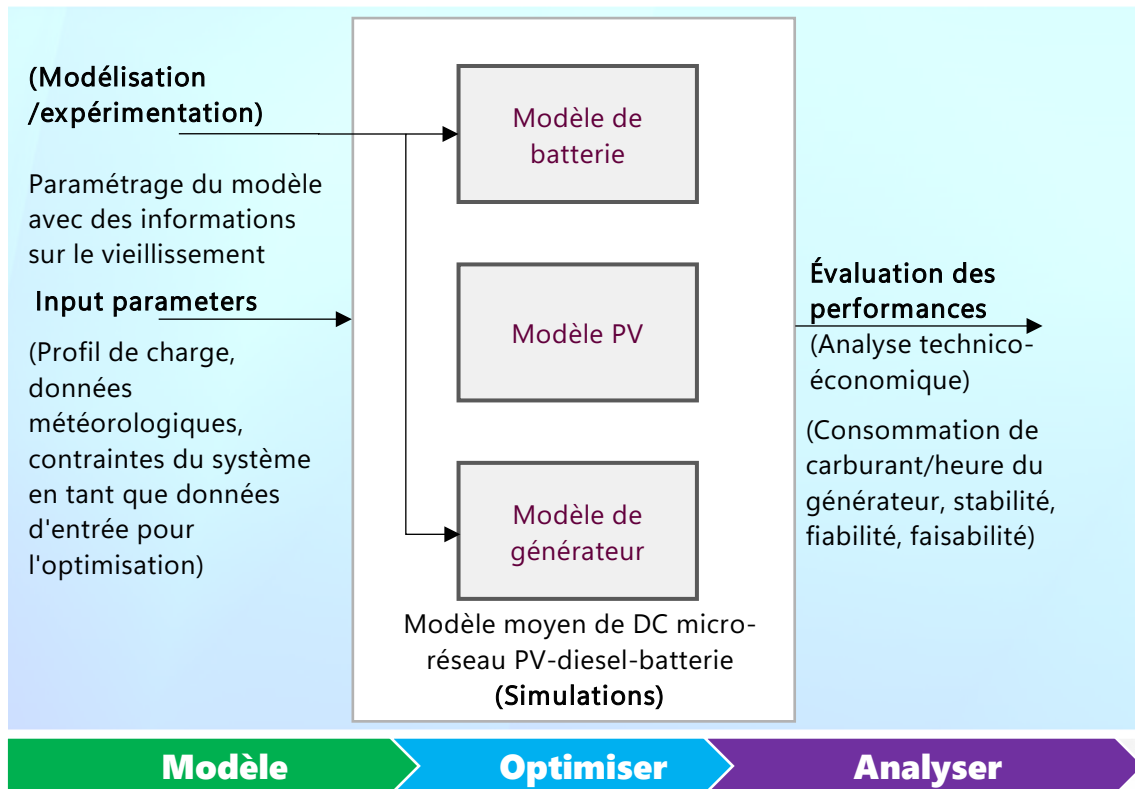 (Modélisation
/expérimentation)
Paramétrage du modèle
avec des informations
sur le vieillissement
Input parameters
(Profil de charge,
données
météorologiques,
contraintes du système
en tant que données
d'entrée pour
l'optimisation)
Modèle de
batterie
Modèle PV
Modèle de
générateur
Modèle moyen de DC micro-
réseau PV-diesel-batterie
(Simulations)
Évaluation des
performances
(Analyse technico-
économique)
(Consommation de
carburant/heure du
générateur, stabilité,
fiabilité, faisabilité)
Modèle
Optimiser
Analyser